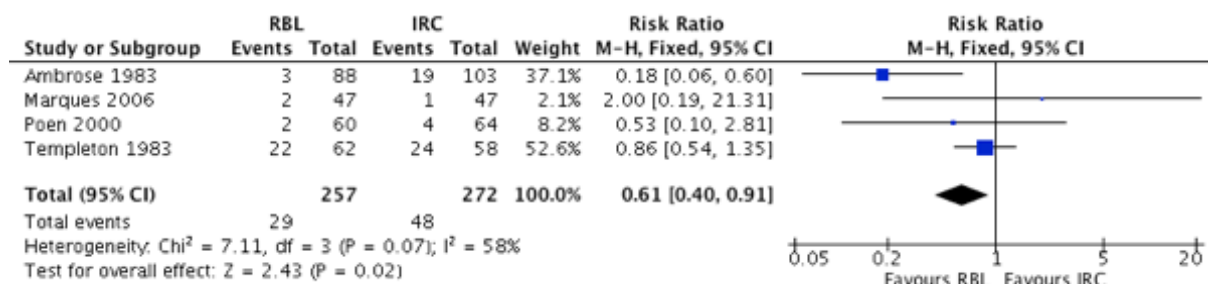 RBL IRC Risk Ratio Risk Ratio
Study or Subgroup Events Total Events Total Weight M-H, Fixed, 95% CI M-H, Fixed, 95% CI
Ambrose 1983 3 88 19 103 37.1% 0.18 [0.06, 0.60]
Marques 2006 2 47 1 47 2.1% 2.00 [0.19, 21.31]
Poen 2000 2 60 4 64 8.2% 0.53 [0.10, 2.81]
Templeton 1983 22 62 24 58 52.6% 0.86 [0.54, 1.35]
Total (95% CI) 257 272 100.0% 0.61 [0.40, 0.91]
Total events 29 48
Heterogeneity: Chi² = 7.11, df = 3 (P = 0.07); I² = 58%
Test for overall effect: Z = 2.43 (P = 0.02)
0.05 0.2 1 5 20
Favours RBL Favours IRC